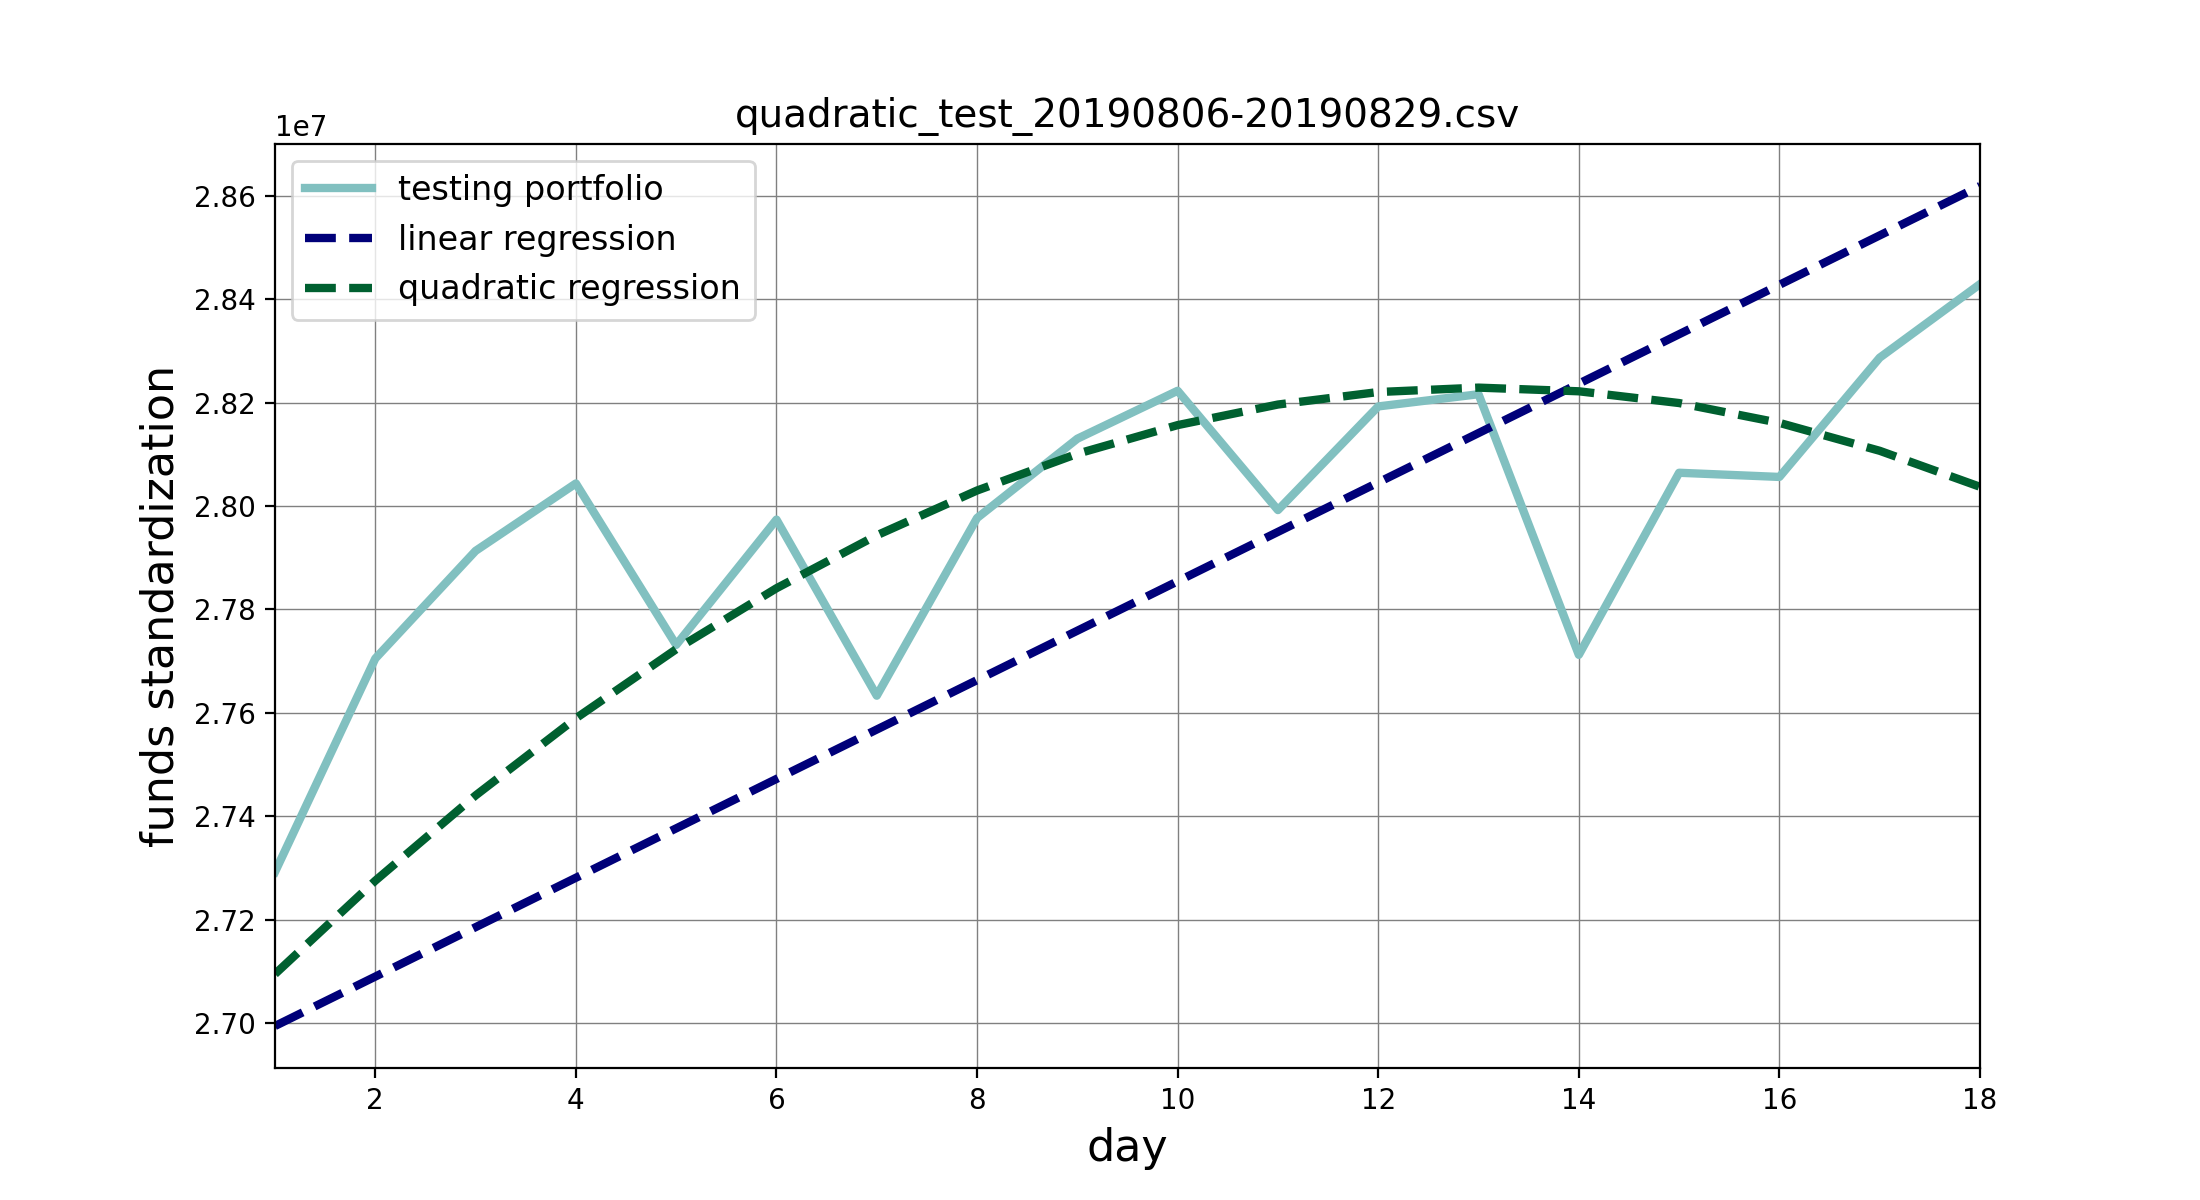 quadratic_test_20190806-20190829.csv
1e7
testing portfolio
linear regression
quadratic regression
2.86
2.84
2.82
2.80
2.78
2.76
2.74
2.72
2.70
funds standardization
2 4 6 8 10 12 14 16 18
day